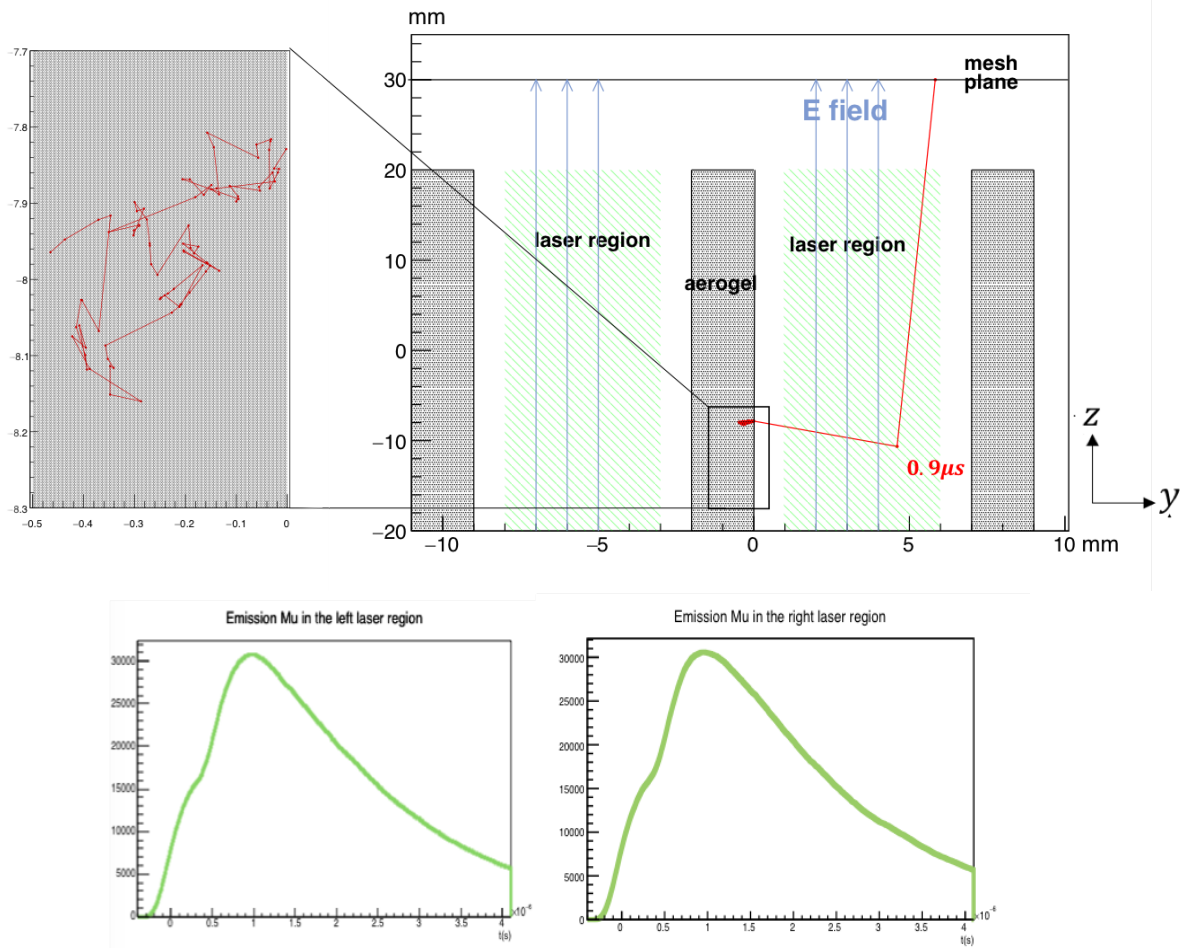 mm
-7.7
-7.8
-7.9
-8
-8.1
-8.2
-8.3
-0.5 -0.4 -0.3 -0.2 -0.1 0
30
20
10
0
−10
−20
mesh
plane
E field
laser region
laser region
aerogel
0.9μs
−10 −5 0 5 10 mm
z
y
Emission Mu in the left laser region
30000
25000
20000
15000
10000
5000
0
0 0.5 1 1.5 2 2.5 3 3.5 4
×10⁻⁶
t(s)
Emission Mu in the right laser region
30000
25000
20000
15000
10000
5000
0
0 0.5 1 1.5 2 2.5 3 3.5 4
×10⁻⁶
t(s)